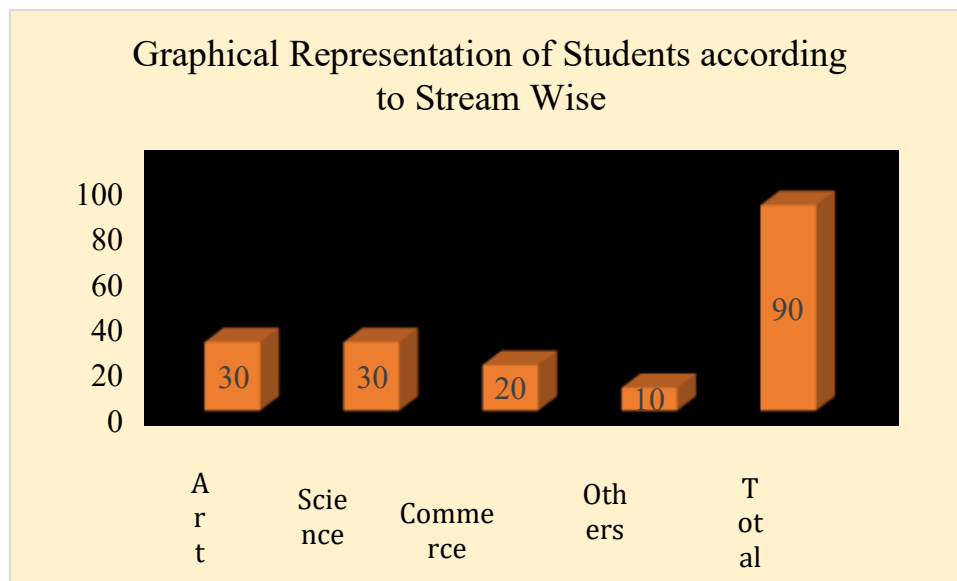 Graphical Representation of Students according
to Stream Wise
100
80
60
40
20
0
30
30
20
10
90
A
r
t
Scie
nce
Comme
rce
Oth
ers
T
ot
al